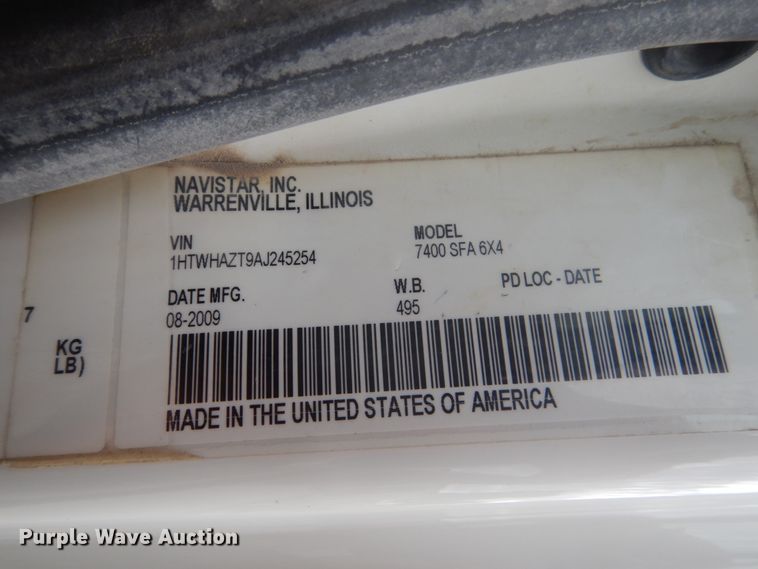 NAVISTAR, INC.
WARRENVILLE, ILLINOIS
VIN
1HTWHAZT9AJ245254
MODEL
7400 SFA 6X4
DATE MFG.
08-2009
W.B.
495
PD LOC - DATE
7
KG
LB)
MADE IN THE UNITED STATES OF AMERICA
Purple Wave Auction